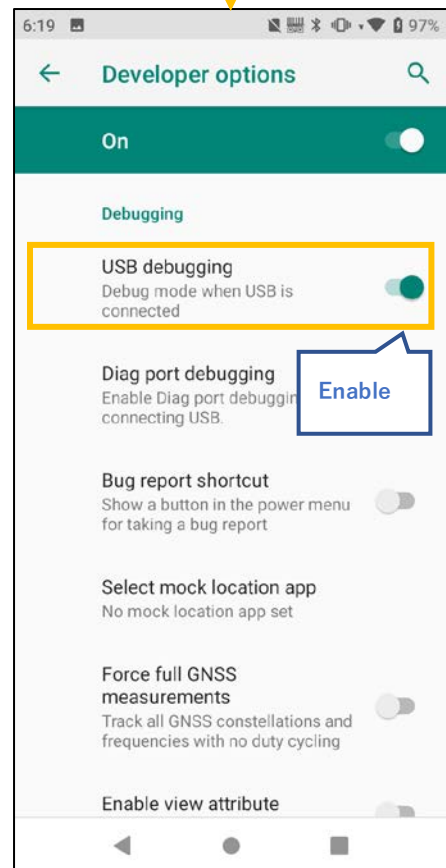 6:19 97%
Developer options
On
Debugging
USB debugging
Debug mode when USB is
connected
Enable
Diag port debugging
Enable Diag port debuggin
connecting USB.
Bug report shortcut
Show a button in the power menu
for taking a bug report
Select mock location app
No mock location app set
Force full GNSS
measurements
Track all GNSS constellations and
frequencies with no duty cycling
Enable view attribute